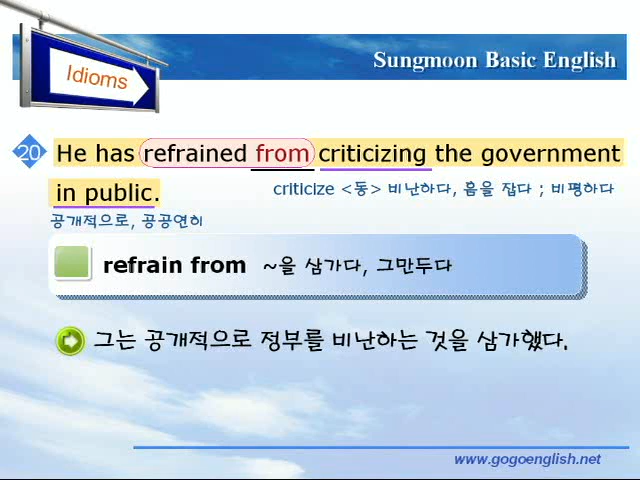 Idioms
Sungmoon Basic English
20 He has refrained from criticizing the government
in public.
criticize <동> 비난하다, 흠을 잡다 ; 비평하다
공개적으로, 공공연히
refrain from ~을 삼가다, 그만두다
그는 공개적으로 정부를 비난하는 것을 삼가했다.
www.gogoenglish.net